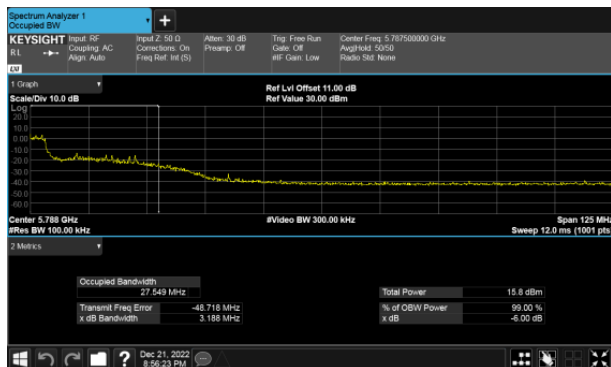 Spectrum Analyzer 1
Occupied BW
KEYSIGHT Input: RF Input Z: 50 Ω Atten: 30 dB Trig: Free Run Center Freq: 5.787500000 GHz
RL Coupling: AC Corrections: On Preamp: Off Gate: Off Avg|Hold: 50/50
Align: Auto Freq Ref: Int (S) #IF Gain: Low Radio Std: None
1 Graph
Ref Lvl Offset 11.00 dB
Scale/Div 10.0 dB Ref Value 30.00 dBm
Log
20.0
10.0
0.00
-10.0
-20.0
-30.0
-40.0
-50.0
-60.0
Center 5.788 GHz #Video BW 300.00 kHz Span 125 MHz
#Res BW 100.00 kHz Sweep 12.0 ms (1001 pts)
2 Metrics
Occupied Bandwidth
27.549 MHz Total Power 15.8 dBm
Transmit Freq Error -48.718 MHz % of OBW Power 99.00 %
x dB Bandwidth 3.188 MHz x dB -6.00 dB
Dec 21, 2022
8:56:23 PM